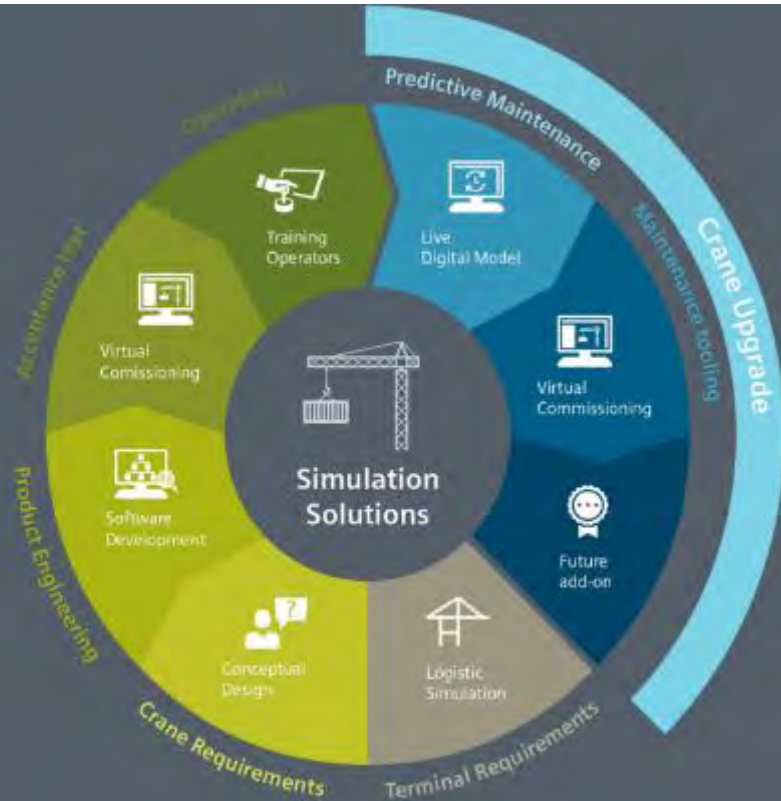 Predictive Maintenance
Maintenance tooling
Crane Upgrade
Terminal Requirements
Crane Requirements
Product Engineering
Acceptance test
Operations
Live
Digital Model
Virtual
Commissioning
Future
add-on
Logistic
Simulation
Conceptual
Design
Software
Development
Virtual
Comissioning
Training
Operators
Simulation
Solutions
?